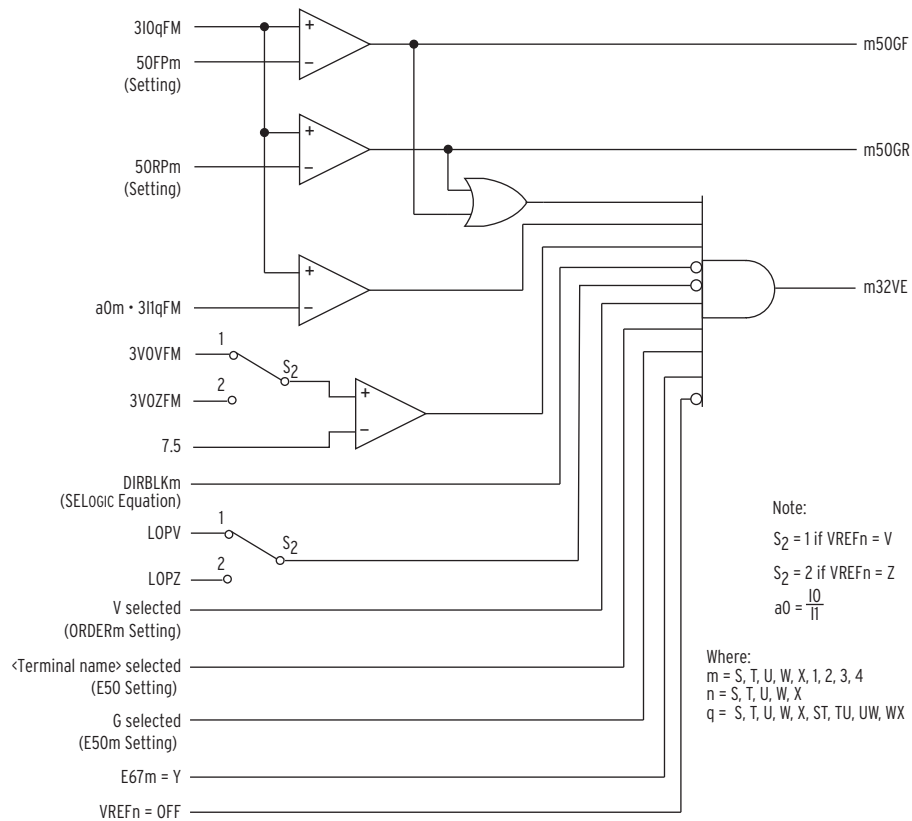 3I0qFM
+
m50GF
50FPm
−
(Setting)
+
m50GR
50RPm
−
(Setting)
+
a0m • 3I1qFM
−
m32VE
1
3V0VFM
S2
2
3V0ZFM
+
7.5
−
DIRBLKm
(SELOGIC Equation)
1
LOPV
S2
2
LOPZ
V selected
(ORDERm Setting)
<Terminal name> selected
(E50 Setting)
G selected
(E50m Setting)
E67m = Y
VREFn = OFF
Note:
S2 = 1 if VREFn = V
S2 = 2 if VREFn = Z
a0 = I0
I1
Where:
m = S, T, U, W, X, 1, 2, 3, 4
n = S, T, U, W, X
q = S, T, U, W, X, ST, TU, UW, WX